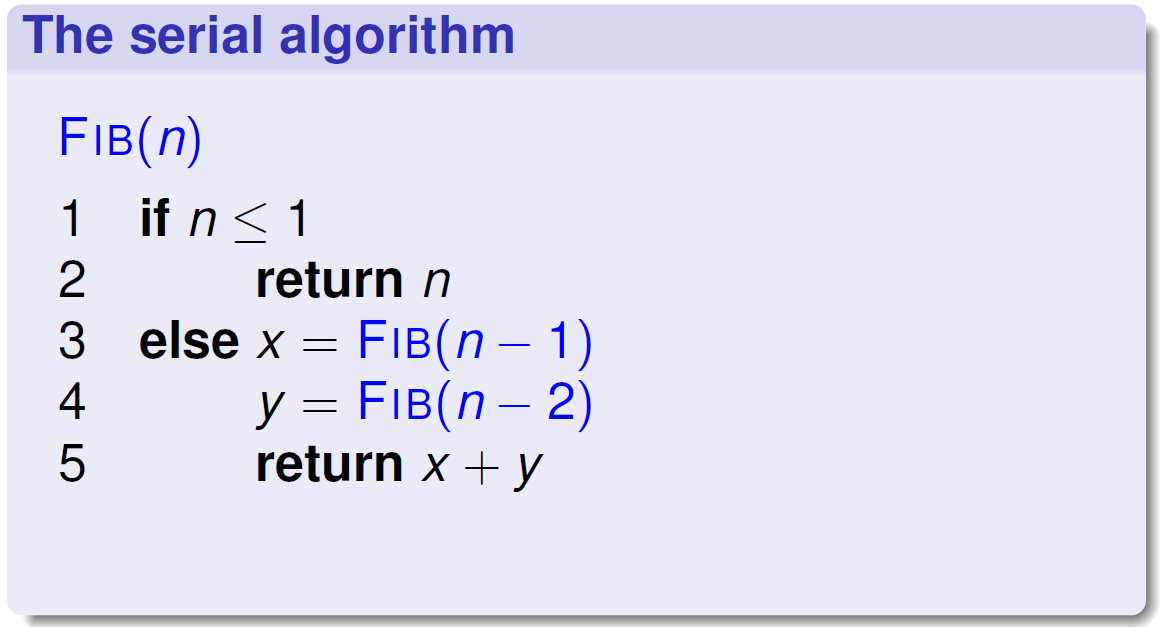 The serial algorithm
FIB(n)
1 if n ≤ 1
2 return n
3 else x = FIB(n − 1)
4 y = FIB(n − 2)
5 return x + y